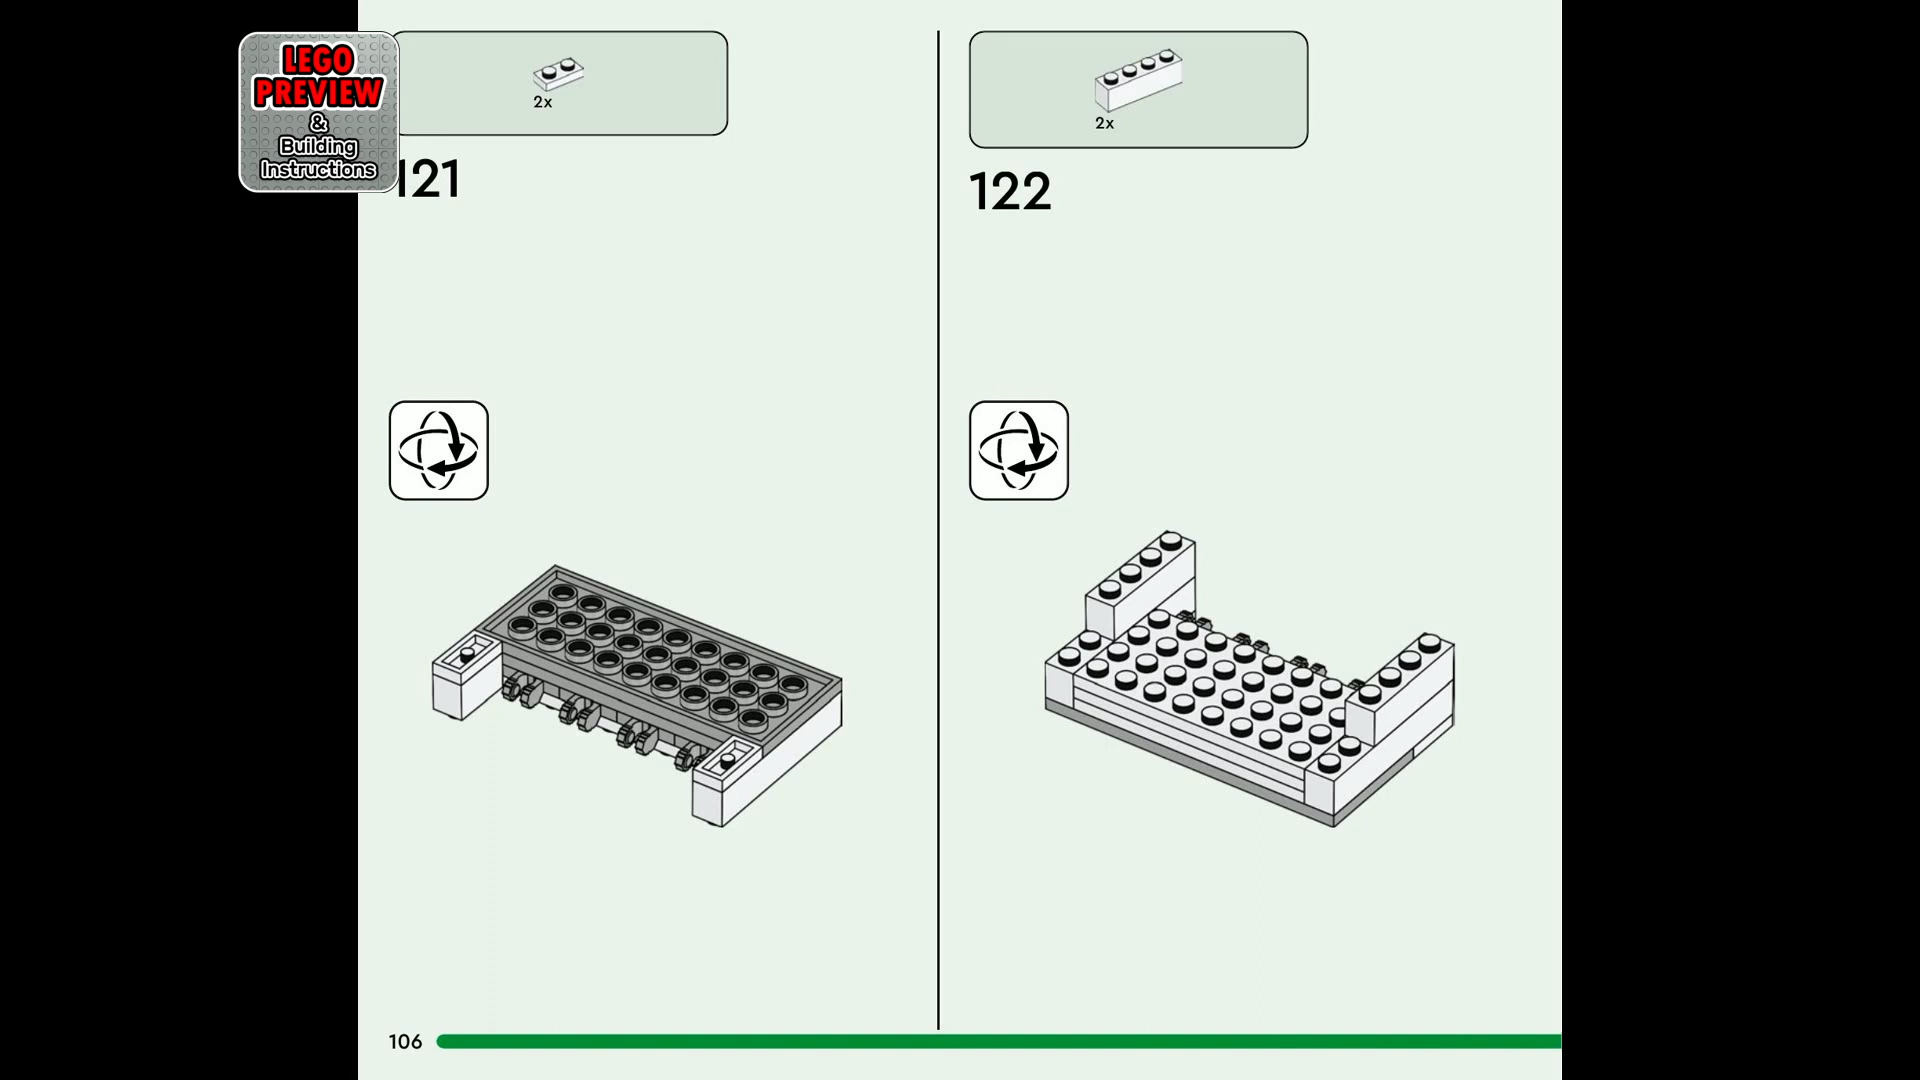 LEGO
PREVIEW
&
Building
Instructions
2x
121
2x
122
106